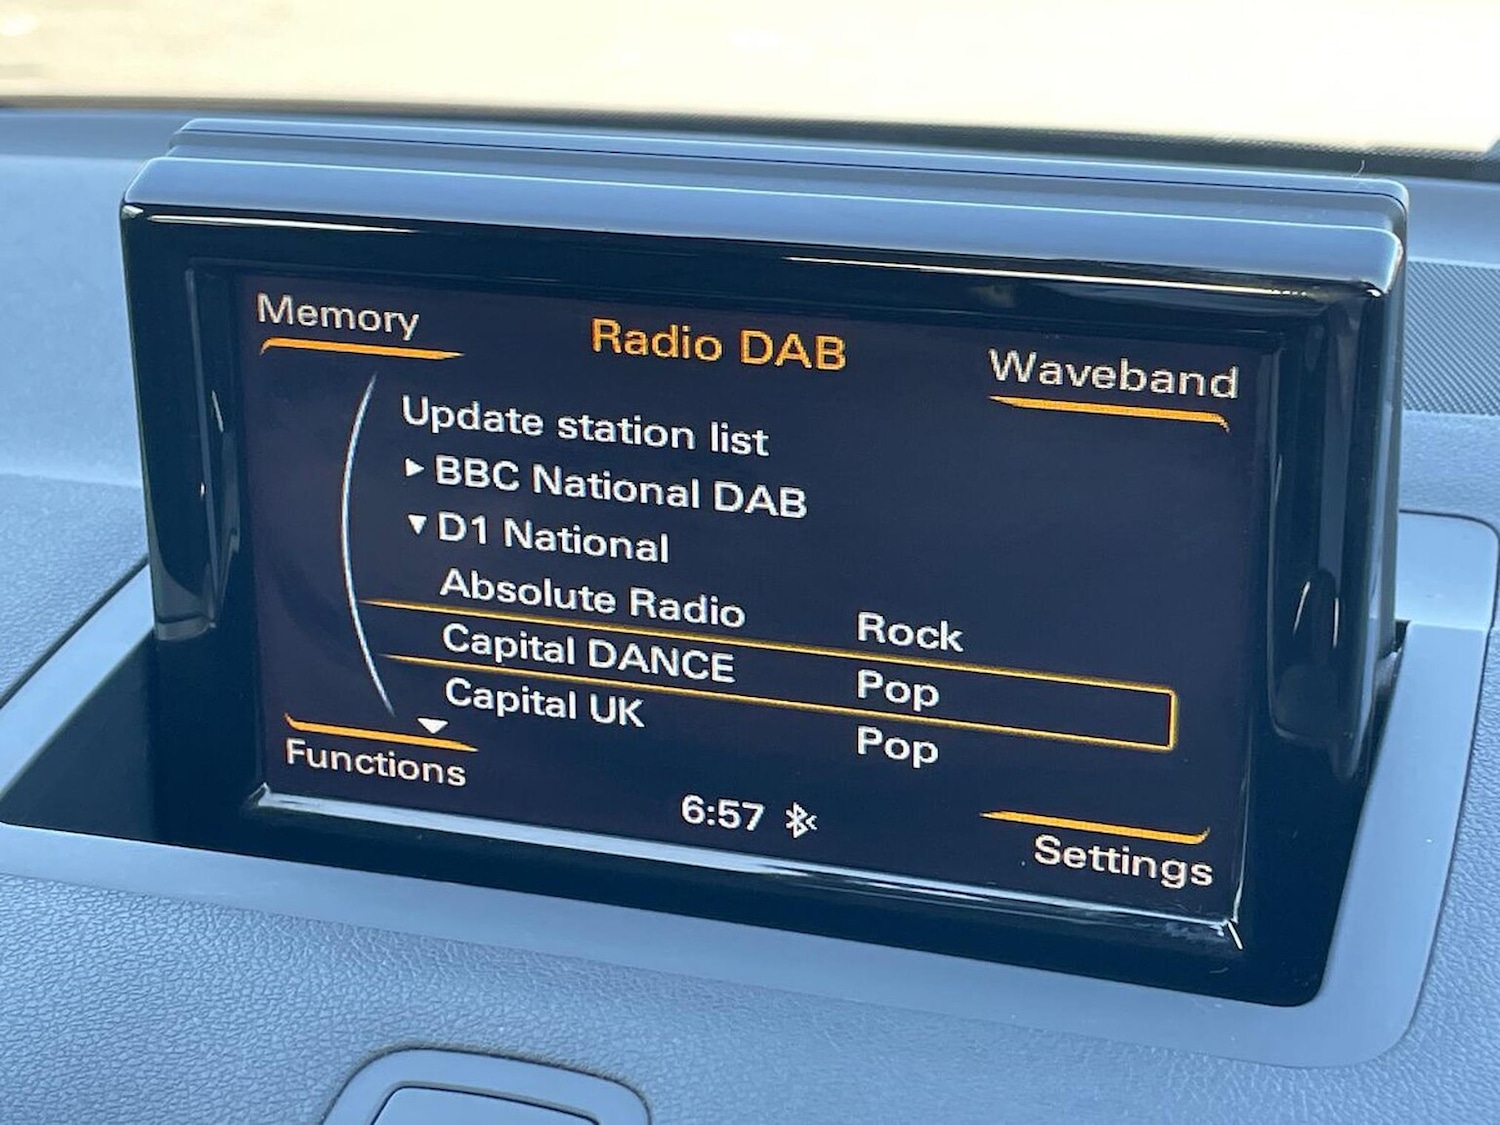 Memory
Radio DAB
Waveband
Update station list
BBC National DAB
D1 National
Absolute Radio Rock
Capital DANCE Pop
Capital UK Pop
Functions
6:57
Settings